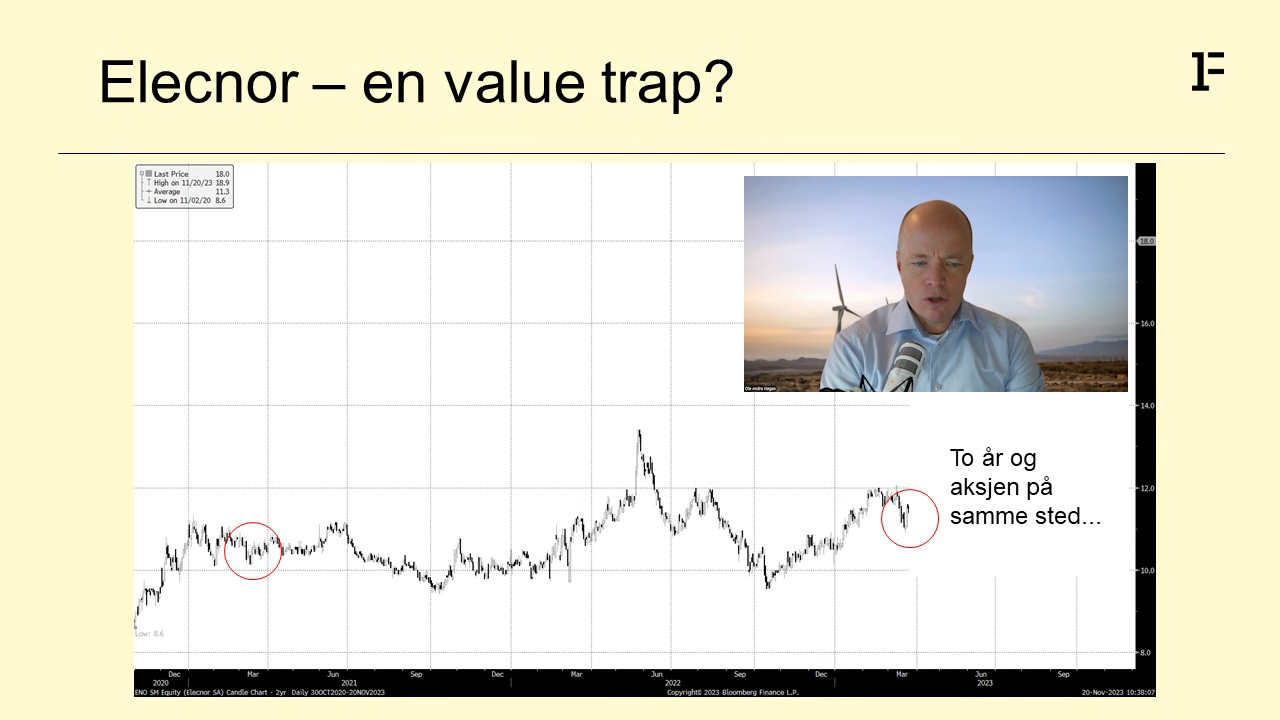 Elecnor – en value trap?
1F
Last Price 18.0
High on 11/20/23 18.9
Average 11.3
Low on 11/02/20 8.6
18.0
16.0
14.0
12.0
10.0
8.0
Ole Andre Hagen
To år og
aksjen på
samme sted...
Low: 8.6
Dec Mar Jun Sep Dec Mar Jun Sep Dec Mar Jun Sep
2020 2021 2022 2023
ENO SM Equity (Elecnor SA) Candle Chart - 2yr Daily 30OCT2020-20NOV2023 Copyright© 2023 Bloomberg Finance L.P. 20-Nov-2023 10:38:07